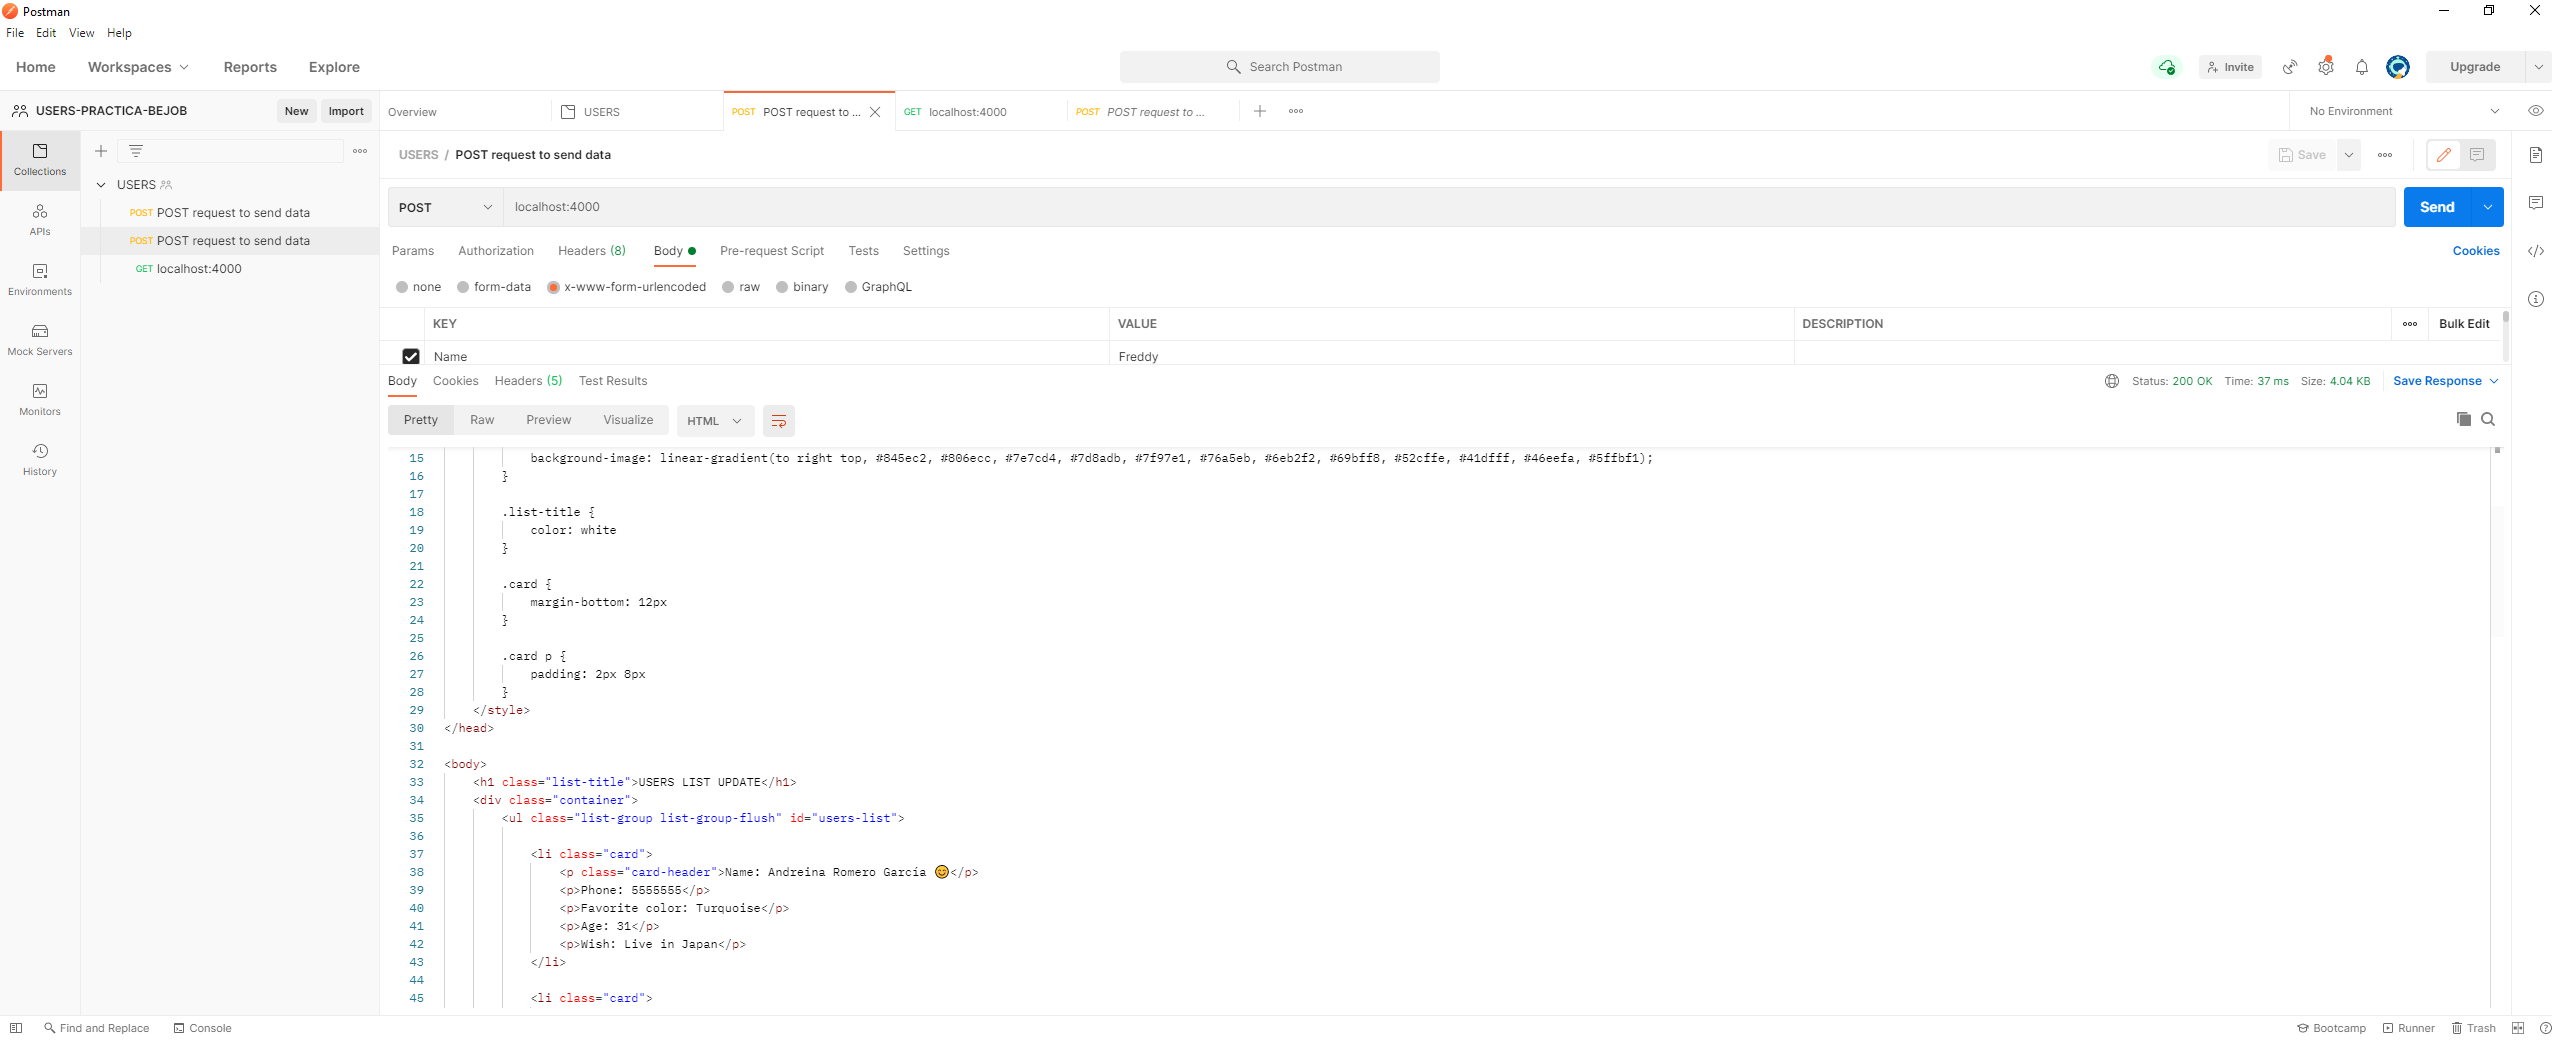 Postman
File Edit View Help
Home Workspaces Reports Explore Search Postman Invite Upgrade
USERS-PRACTICA-BEJOB New Import Overview USERS POST POST request to ... GET localhost:4000 POST POST request to ... No Environment
Collections
APIs
Environments
Mock Servers
Monitors
History
USERS
POST POST request to send data
POST POST request to send data
GET localhost:4000
USERS / POST request to send data Save
POST localhost:4000 Send
Params Authorization Headers (8) Body Pre-request Script Tests Settings Cookies
none form-data x-www-form-urlencoded raw binary GraphQL
KEY VALUE DESCRIPTION Bulk Edit
Name Freddy
Body Cookies Headers (5) Test Results Status: 200 OK Time: 37 ms Size: 4.04 KB Save Response
Pretty Raw Preview Visualize HTML
15 background-image: linear-gradient(to right top, #845ec2, #806ecc, #7e7cd4, #7d8adb, #7f97e1, #76a5eb, #6eb2f2, #69bff8, #52cffe, #41dfff, #46eefa, #5ffbf1);
16 }
17
18 .list-title {
19 color: white
20 }
21
22 .card {
23 margin-bottom: 12px
24 }
25
26 .card p {
27 padding: 2px 8px
28 }
29 </style>
30 </head>
31
32 <body>
33 <h1 class="list-title">USERS LIST UPDATE</h1>
34 <div class="container">
35 <ul class="list-group list-group-flush" id="users-list">
36
37 <li class="card">
38 <p class="card-header">Name: Andreina Romero García 😊</p>
39 <p>Phone: 5555555</p>
40 <p>Favorite color: Turquoise</p>
41 <p>Age: 31</p>
42 <p>Wish: Live in Japan</p>
43 </li>
44
45 <li class="card">
Find and Replace Console Bootcamp Runner Trash